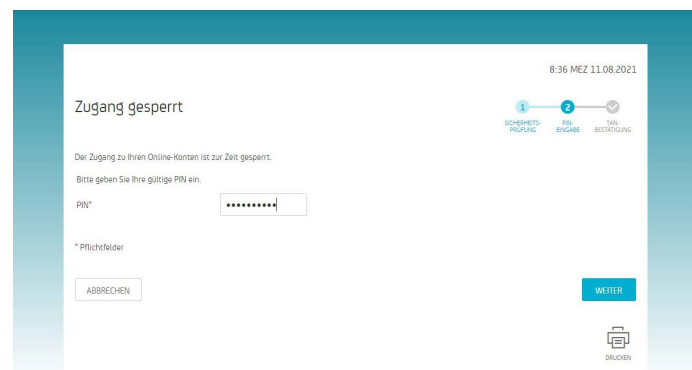 8:36 MEZ 11.08.2021
Zugang gesperrt
1 2
SICHERHEITS-
PRÜFUNG
PIN-
EINGABE
TAN-
BESTÄTIGUNG
Der Zugang zu Ihren Online-Konten ist zur Zeit gesperrt.
Bitte geben Sie Ihre gültige PIN ein.
PIN* ••••••••••
* Pflichtfelder
ABBRECHEN WEITER
DRUCKEN